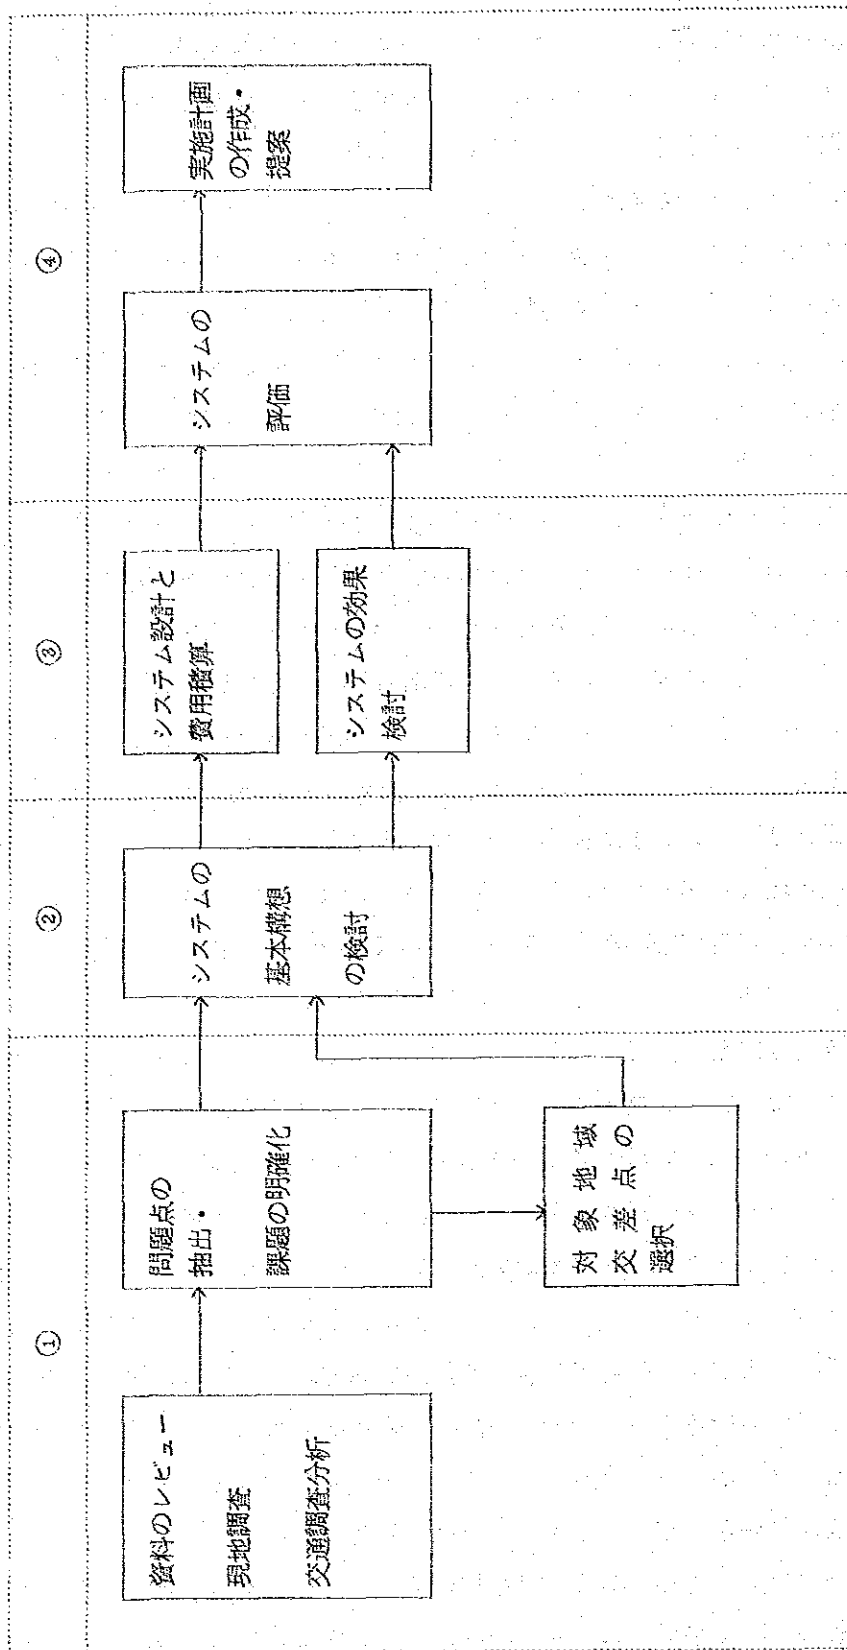 ①
②
③
④
資料のレビュー
現地調査
交通調査分析
問題点の
抽出・
課題の明確化
対象地域
交差点の
選択
システムの
基本構想
の検討
システム設計と
費用積算
システムの効果
検討
システムの
評価
実施計画
の作成・
提案